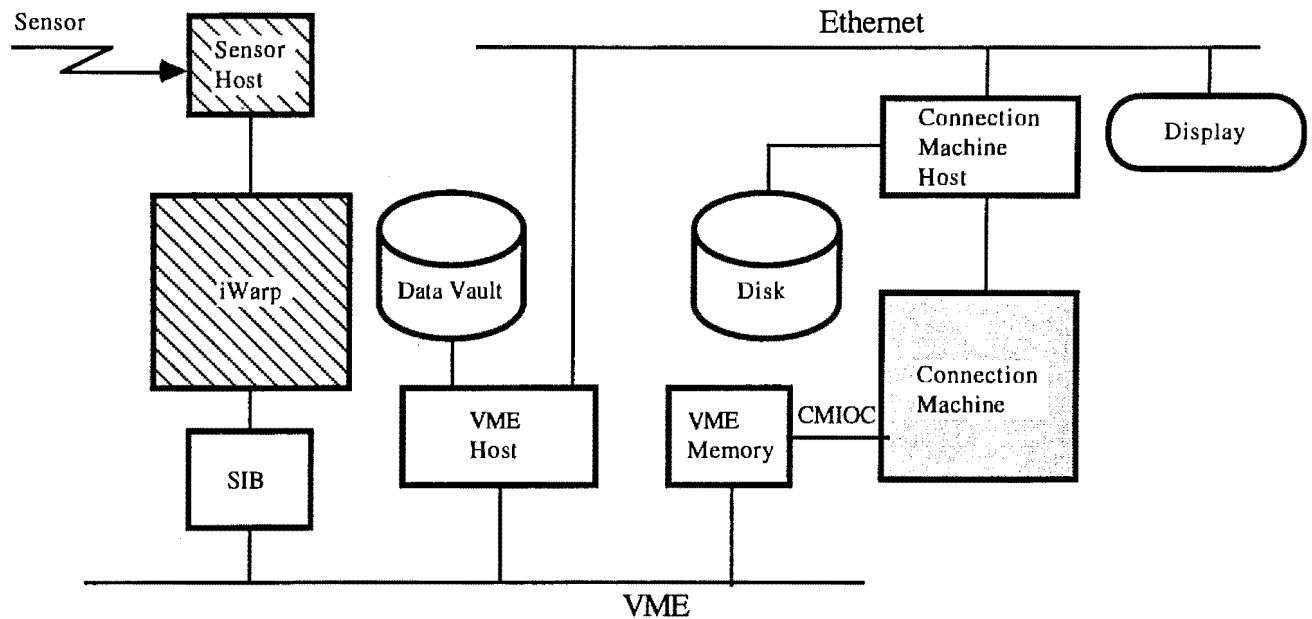 Sensor
Ethernet
Sensor
Host
Connection
Machine
Host
Display
iWarp
Data Vault
Disk
Connection
Machine
VME
Host
VME
Memory
CMIOC
SIB
VME